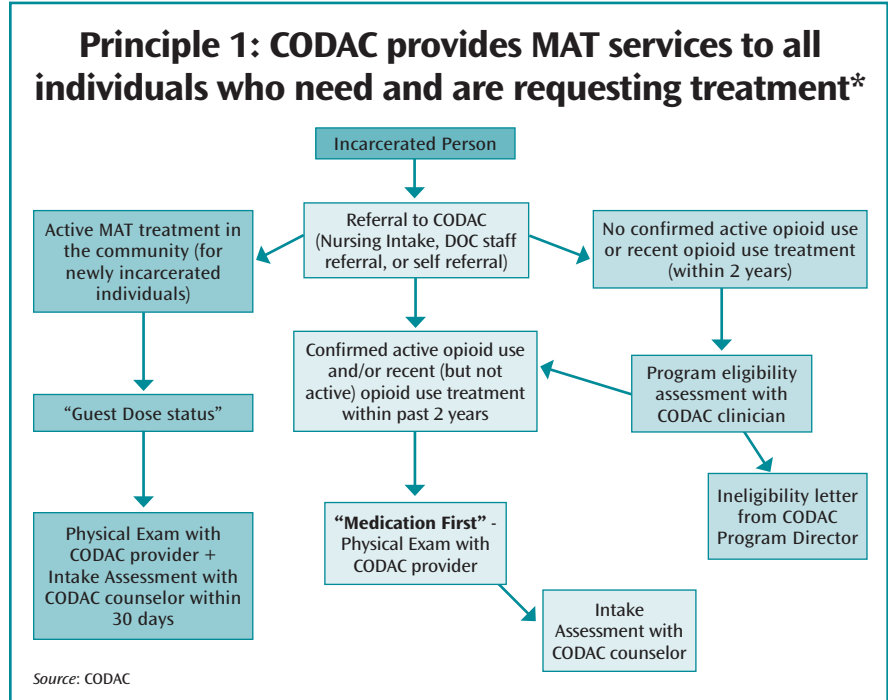 Principle 1: CODAC provides MAT services to all
individuals who need and are requesting treatment*
Incarcerated Person
Referral to CODAC
(Nursing Intake, DOC staff
referral, or self referral)
Active MAT treatment in
the community (for
newly incarcerated
individuals)
No confirmed active opioid use
or recent opioid use treatment
(within 2 years)
Confirmed active opioid use
and/or recent (but not
active) opioid use treatment
within past 2 years
Program eligibility
assessment with
CODAC clinician
“Guest Dose status”
Ineligibility letter
from CODAC
Program Director
“Medication First” -
Physical Exam with
CODAC provider
Physical Exam with
CODAC provider +
Intake Assessment with
CODAC counselor within
30 days
Intake
Assessment with
CODAC counselor
Source: CODAC